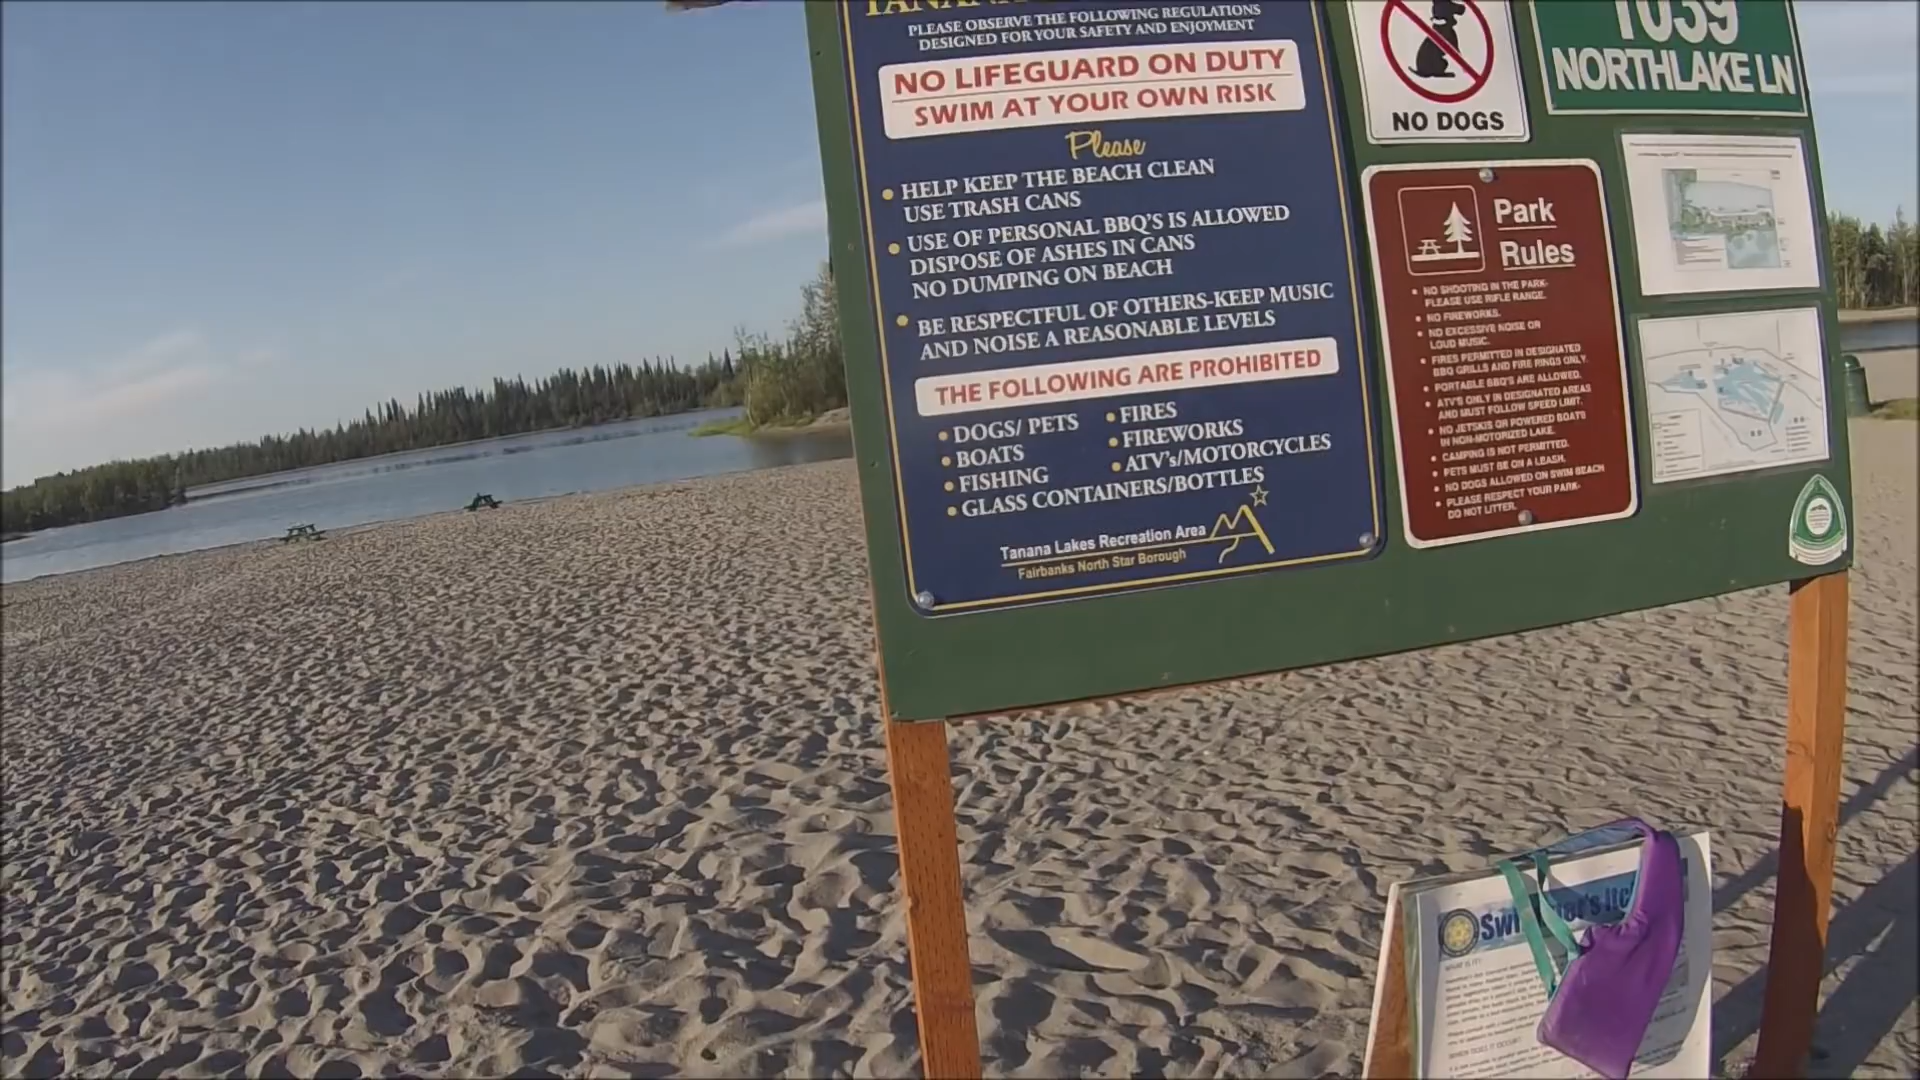 TANANA
PLEASE OBSERVE THE FOLLOWING REGULATIONS
DESIGNED FOR YOUR SAFETY AND ENJOYMENT
NO LIFEGUARD ON DUTY
SWIM AT YOUR OWN RISK
Please
HELP KEEP THE BEACH CLEAN
USE TRASH CANS
USE OF PERSONAL BBQ'S IS ALLOWED
DISPOSE OF ASHES IN CANS
NO DUMPING ON BEACH
BE RESPECTFUL OF OTHERS-KEEP MUSIC
AND NOISE A REASONABLE LEVELS
THE FOLLOWING ARE PROHIBITED
DOGS/ PETS
BOATS
FISHING
GLASS CONTAINERS/BOTTLES
FIRES
FIREWORKS
ATV's/MOTORCYCLES
Tanana Lakes Recreation Area
Fairbanks North Star Borough
NO DOGS
1039
NORTHLAKE LN
Park
Rules
NO SHOOTING IN THE PARK-
PLEASE USE RIFLE RANGE.
NO FIREWORKS.
NO EXCESSIVE NOISE OR
LOUD MUSIC.
FIRES PERMITTED IN DESIGNATED
BBQ GRILLS AND FIRE RINGS ONLY.
PORTABLE BBQ'S ARE ALLOWED.
ATV'S ONLY IN DESIGNATED AREAS
AND MUST FOLLOW SPEED LIMIT.
NO JETSKIS OR POWERED BOATS
IN NON-MOTORIZED LAKE.
CAMPING IS NOT PERMITTED.
PETS MUST BE ON A LEASH.
NO DOGS ALLOWED ON SWIM BEACH
PLEASE RESPECT YOUR PARK-
DO NOT LITTER.
WHAT IS IT?
WHEN DOES IT OCCUR?